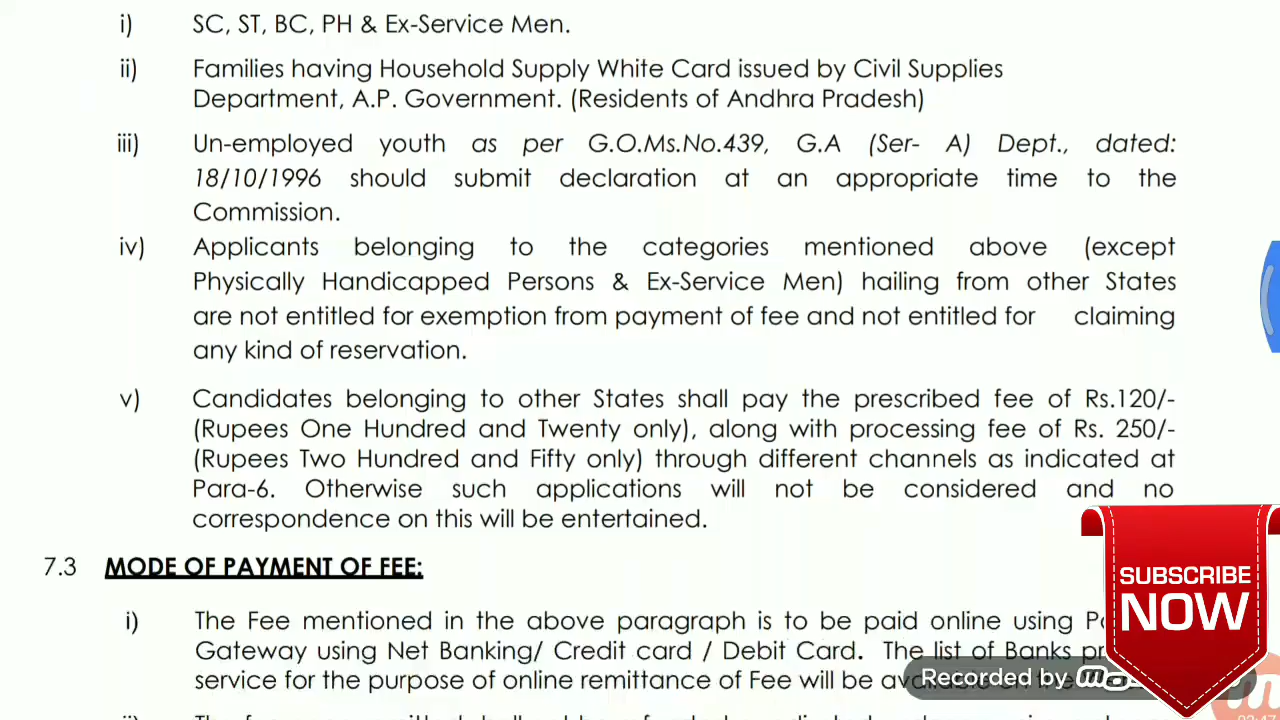 i) SC, ST, BC, PH & Ex-Service Men.
ii) Families having Household Supply White Card issued by Civil Supplies
Department, A.P. Government. (Residents of Andhra Pradesh)
iii) Un-employed youth as per G.O.Ms.No.439, G.A (Ser- A) Dept., dated:
18/10/1996 should submit declaration at an appropriate time to the
Commission.
iv) Applicants belonging to the categories mentioned above (except
Physically Handicapped Persons & Ex-Service Men) hailing from other States
are not entitled for exemption from payment of fee and not entitled for claiming
any kind of reservation.
v) Candidates belonging to other States shall pay the prescribed fee of Rs.120/-
(Rupees One Hundred and Twenty only), along with processing fee of Rs. 250/-
(Rupees Two Hundred and Fifty only) through different channels as indicated at
Para-6. Otherwise such applications will not be considered and no
correspondence on this will be entertained.
7.3 MODE OF PAYMENT OF FEE:
i) The Fee mentioned in the above paragraph is to be paid online using
Gateway using Net Banking/ Credit card / Debit Card. The list of Banks
service for the purpose of online remittance of Fee will be
SUBSCRIBE
NOW
Recorded by